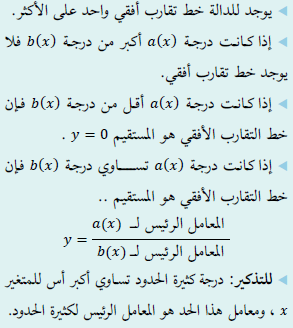 ◄ يوجد للدالة خط تقارب أفقي واحد على الأكثر.
◄ إذا كانت درجة a(x) أكبر من درجة b(x) فلا
يوجد خط تقارب أفقي.
◄ إذا كانت درجة a(x) أقل من درجة b(x) فإن
خط التقارب الأفقي هو المستقيم y = 0 .
◄ إذا كانت درجة a(x) تساوي درجة b(x) فإن
خط التقارب الأفقي هو المستقيم ..
y = المعامل الرئيس لـ a(x) / المعامل الرئيس لـ b(x)
◄ للتذكير: درجة كثيرة الحدود تساوي أكبر أس للمتغير
x ، ومعامل هذا الحد هو المعامل الرئيس لكثيرة الحدود.